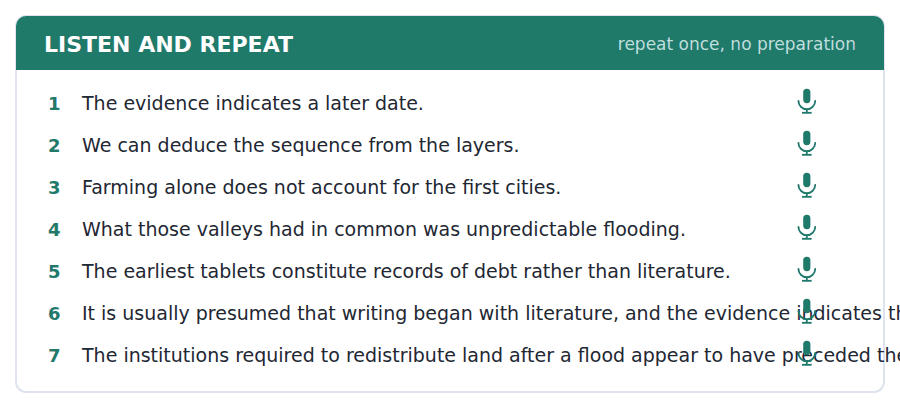 LISTEN AND REPEAT
repeat once, no preparation
1 The evidence indicates a later date.
2 We can deduce the sequence from the layers.
3 Farming alone does not account for the first cities.
4 What those valleys had in common was unpredictable flooding.
5 The earliest tablets constitute records of debt rather than literature.
6 It is usually presumed that writing began with literature, and the evidence indicates
7 The institutions required to redistribute land after a flood appear to have preceded